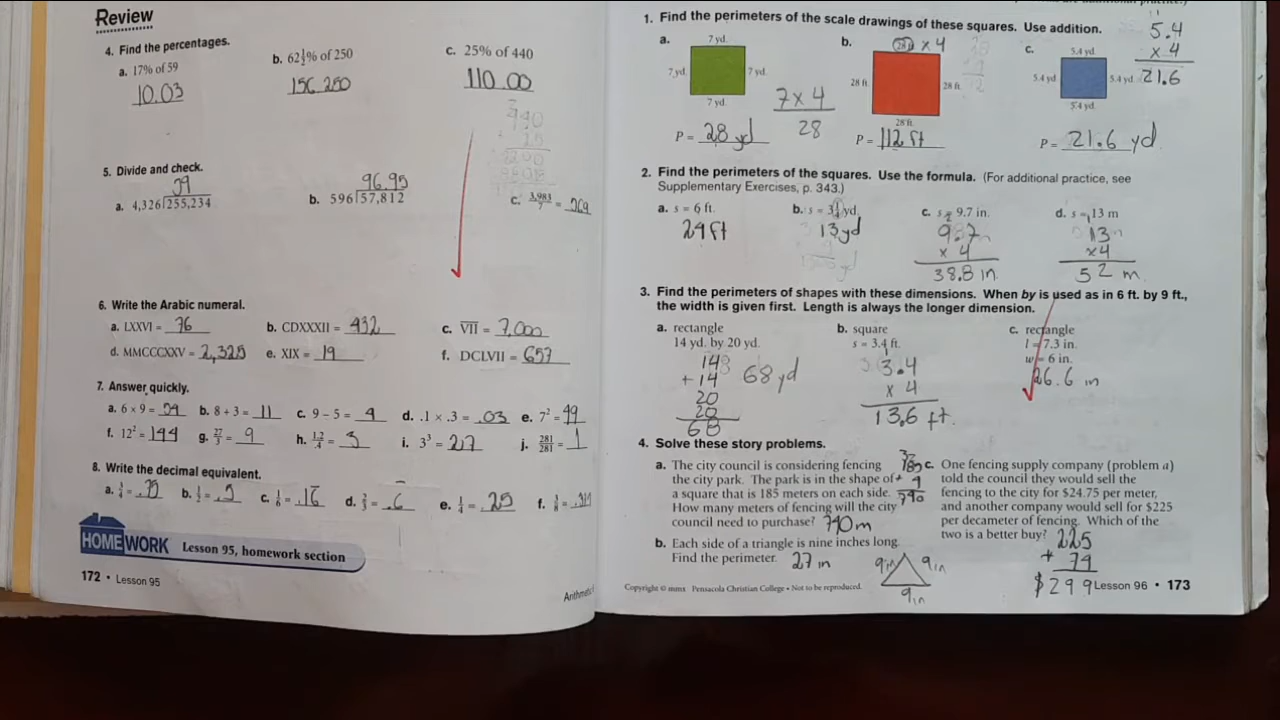 Review
4. Find the percentages.
a. 17% of 59
10.03
b. 62½% of 250
156.250
c. 25% of 440
110.00
5. Divide and check.
a. 4,326 255,234
59
b. 596 57,812
96.95
c. 3,983/7 =
6. Write the Arabic numeral.
a. LXXVI = 76
b. CDXXXII = 432
c. V̅I̅I̅ = 7,000
d. MMCCCXXV = 2,325
e. XIX = 19
f. DCLVII = 657
7. Answer quickly.
a. 6 × 9 = 54
b. 8 + 3 = 11
c. 9 – 5 = 4
d. .1 × .3 = .03
e. 7² = 49
f. 12² = 144
g. 27/3 = 9
h. 1.2/.4 = 3
i. 3³ = 27
j. 281/281 = 1
8. Write the decimal equivalent.
b. ½ = .5
c. = .16
d. = .6
e. ¼ = .25
HOMEWORK Lesson 95, homework section
172 • Lesson 95
1. Find the perimeters of the scale drawings of these squares. Use addition.
a.
7 yd.
7 yd.
7 yd.
7 yd.
7 x 4
28
P = 28 yd
b.
x 4
28 ft.
28 ft.
28 ft.
P = 112 ft
c.
5.4
x 4
21.6
5.4 yd.
5.4 yd
5.4 yd.
5.4 yd.
P = 21.6 yd
2. Find the perimeters of the squares. Use the formula. (For additional practice, see
Supplementary Exercises, p. 343.)
a. s = 6 ft.
24 ft
b. s = 3¼ yd.
13 yd
c. s = 9.7 in.
9.7
x 4
38.8 in
d. s = 13 m
13
x4
52 m
3. Find the perimeters of shapes with these dimensions. When by is used as in 6 ft. by 9 ft.,
the width is given first. Length is always the longer dimension.
a. rectangle
14 yd. by 20 yd.
14
+ 14
20
20
68
68 yd
b. square
s = 3.4 ft.
3.4
x 4
13.6 ft.
c. rectangle
l = 7.3 in.
w = 6 in.
26.6 in
4. Solve these story problems.
a. The city council is considering fencing
the city park. The park is in the shape of
a square that is 185 meters on each side.
How many meters of fencing will the city
council need to purchase? 740 m
185
4
740
b. Each side of a triangle is nine inches long.
Find the perimeter. 27 in
9in
9in
9in
c. One fencing supply company (problem a)
told the council they would sell the
fencing to the city for $24.75 per meter,
and another company would sell for $225
per decameter of fencing. Which of the
two is a better buy? 225
+ 74
$299
Copyright © mmx Pensacola Christian College • Not to be reproduced.
Lesson 96 • 173